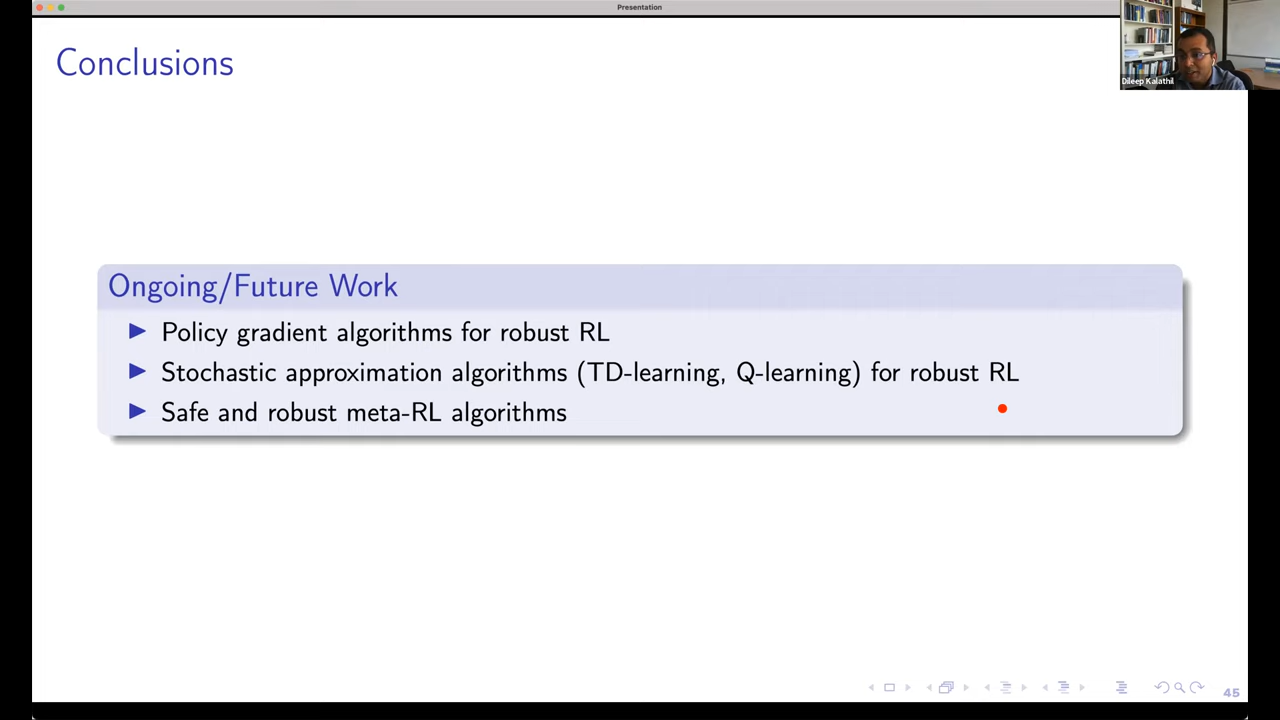 Presentation
Conclusions
Dileep Kalathil
Ongoing/Future Work
Policy gradient algorithms for robust RL
Stochastic approximation algorithms (TD-learning, Q-learning) for robust RL
Safe and robust meta-RL algorithms
45